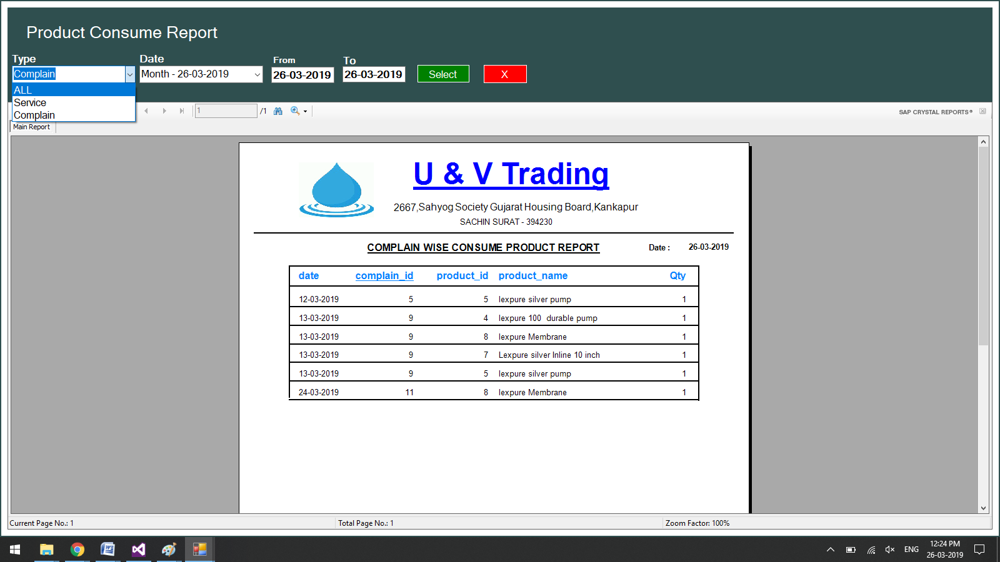 Product Consume Report
Type Date From To
Complain Month - 26-03-2019 26-03-2019 26-03-2019 Select X
ALL
Service
Complain
1 /1 SAP CRYSTAL REPORTS®
Main Report
U & V Trading
2667,Sahyog Society Gujarat Housing Board,Kankapur
SACHIN SURAT - 394230
COMPLAIN WISE CONSUME PRODUCT REPORT Date : 26-03-2019
date complain_id product_id product_name Qty
12-03-2019 5 5 lexpure silver pump 1
13-03-2019 9 4 lexpure 100  durable pump 1
13-03-2019 9 8 lexpure Membrane 1
13-03-2019 9 7 Lexpure silver Inline 10 inch 1
13-03-2019 9 5 lexpure silver pump 1
24-03-2019 11 8 lexpure Membrane 1
Current Page No.: 1 Total Page No.: 1 Zoom Factor: 100%
ENG 12:24 PM
26-03-2019